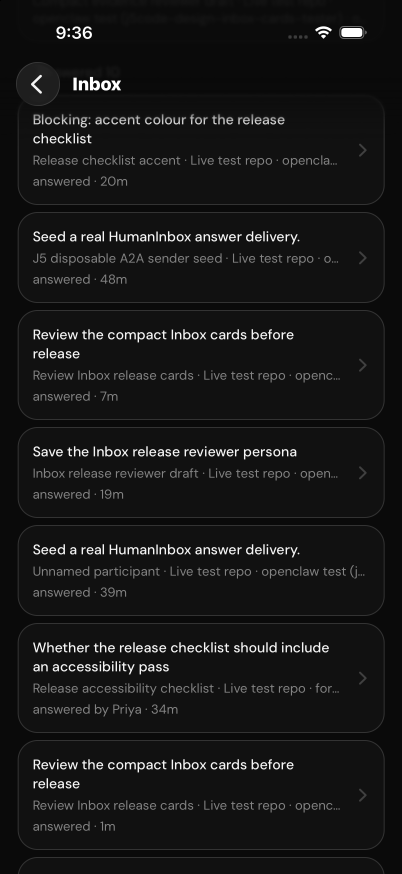 9:36
Inbox
Blocking: accent colour for the release
checklist
Release checklist accent · Live test repo · opencla...
answered · 20m
Seed a real HumanInbox answer delivery.
J5 disposable A2A sender seed · Live test repo · o...
answered · 48m
Review the compact Inbox cards before
release
Review Inbox release cards · Live test repo · openc...
answered · 7m
Save the Inbox release reviewer persona
Inbox release reviewer draft · Live test repo · open...
answered · 19m
Seed a real HumanInbox answer delivery.
Unnamed participant · Live test repo · openclaw test (j...
answered · 39m
Whether the release checklist should include
an accessibility pass
Release accessibility checklist · Live test repo · for...
answered by Priya · 34m
Review the compact Inbox cards before
release
Review Inbox release cards · Live test repo · openc...
answered · 1m